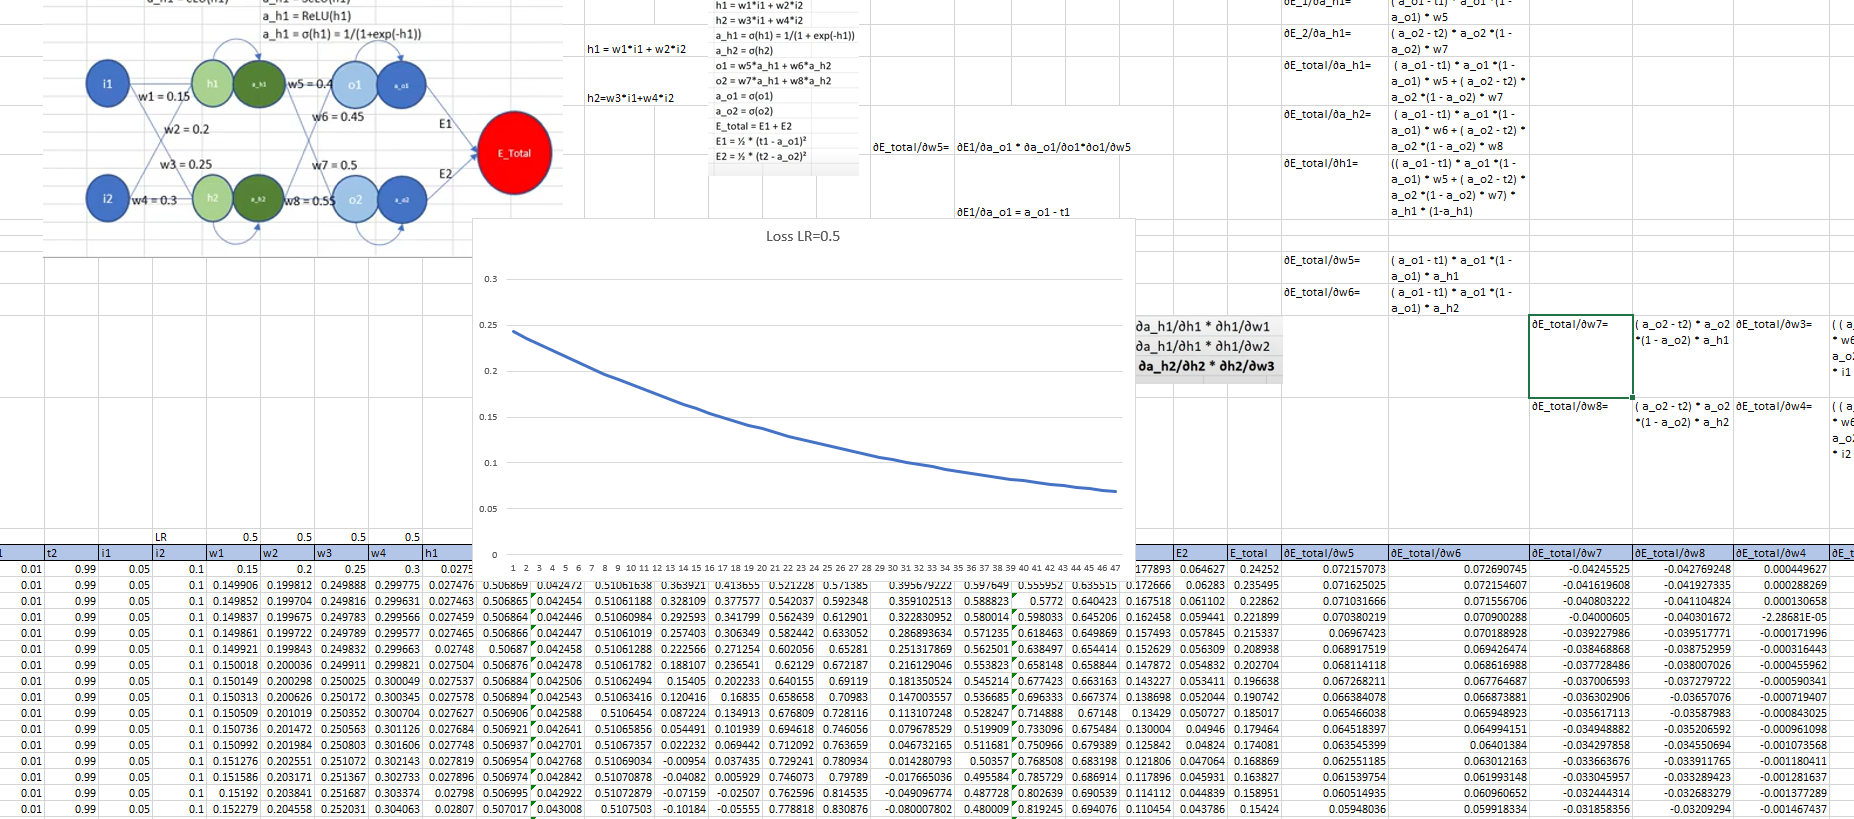 a_h1 = ReLU(h1)
a_h1 = σ(h1) = 1/(1+exp(-h1))
i1
h1
a_h1
o1
a_o1
w1 = 0.15
w5 = 0.4
w6 = 0.45
w2 = 0.2
E1
E_Total
w3 = 0.25
w7 = 0.5
E2
i2
w4 = 0.3
h2
a_h2
w8 = 0.55
o2
a_o2
h1 = w1*i1 + w2*i2
h2=w3*i1+w4*i2
h1 = w1*i1 + w2*i2
h2 = w3*i1 + w4*i2
a_h1 = σ(h1) = 1/(1 + exp(-h1))
a_h2 = σ(h2)
o1 = w5*a_h1 + w6*a_h2
o2 = w7*a_h1 + w8*a_h2
a_o1 = σ(o1)
a_o2 = σ(o2)
E_total = E1 + E2
E1 = ½ * (t1 - a_o1)²
E2 = ½ * (t2 - a_o2)²
∂E_total/∂w5= ∂E1/∂a_o1 * ∂a_o1/∂o1*∂o1/∂w5
∂E1/∂a_o1 = a_o1 - t1
∂E_1/∂a_h1= ( a_o1 - t1) * a_o1 *(1 -
a_o1) * w5
∂E_2/∂a_h1= ( a_o2 - t2) * a_o2 *(1 -
a_o2) * w7
∂E_total/∂a_h1= ( a_o1 - t1) * a_o1 *(1 -
a_o1) * w5 + ( a_o2 - t2) *
a_o2 *(1 - a_o2) * w7
∂E_total/∂a_h2= ( a_o1 - t1) * a_o1 *(1 -
a_o1) * w6 + ( a_o2 - t2) *
a_o2 *(1 - a_o2) * w8
∂E_total/∂h1= (( a_o1 - t1) * a_o1 *(1 -
a_o1) * w5 + ( a_o2 - t2) *
a_o2 *(1 - a_o2) * w7) *
a_h1 * (1-a_h1)
∂E_total/∂w5= ( a_o1 - t1) * a_o1 *(1 -
a_o1) * a_h1
∂E_total/∂w6= ( a_o1 - t1) * a_o1 *(1 -
a_o1) * a_h2
∂a_h1/∂h1 * ∂h1/∂w1
∂a_h1/∂h1 * ∂h1/∂w2
∂a_h2/∂h2 * ∂h2/∂w3
∂E_total/∂w7= ( a_o2 - t2) * a_o2 ∂E_total/∂w3=
*(1 - a_o2) * a_h1
* i1
∂E_total/∂w8= ( a_o2 - t2) * a_o2 ∂E_total/∂w4=
*(1 - a_o2) * a_h2
* i2
Loss LR=0.5
0.3
0.25
0.2
0.15
0.1
0.05
0
1 2 3 4 5 6 7 8 9 10 11 12 13 14 15 16 17 18 19 20 21 22 23 24 25 26 27 28 29 30 31 32 33 34 35 36 37 38 39 40 41 42 43 44 45 46 47
LR 0.5 0.5 0.5 0.5
t2 i1 i2 w1 w2 w3 w4 h1 E2 E_total ∂E_total/∂w5 ∂E_total/∂w6 ∂E_total/∂w7 ∂E_total/∂w8 ∂E_total/∂w4
0.01 0.99 0.05 0.1 0.15 0.2 0.25 0.3 0.0275 0.064627 0.24252 0.072157073 0.072690745 -0.04245525 -0.042769248 0.000449627
0.01 0.99 0.05 0.1 0.149906 0.199812 0.249888 0.299775 0.027476 0.506869 0.042472 0.51061638 0.363921 0.413655 0.521228 0.571385 0.395679222 0.597649 0.555952 0.635515 0.172666 0.06283 0.235495 0.071625025 0.072154607 -0.041619608 -0.041927335 0.000288269
0.01 0.99 0.05 0.1 0.149852 0.199704 0.249816 0.299631 0.027463 0.506865 0.042454 0.51061188 0.328109 0.377577 0.542037 0.592348 0.359102513 0.588823 0.5772 0.640423 0.167518 0.061102 0.22862 0.071031666 0.071556706 -0.040803222 -0.041104824 0.000130658
0.01 0.99 0.05 0.1 0.149837 0.199675 0.249783 0.299566 0.027459 0.506864 0.042446 0.51060984 0.292593 0.341799 0.562439 0.612901 0.322830952 0.580014 0.598033 0.645206 0.162458 0.059441 0.221899 0.070380219 0.070900288 -0.04000605 -0.040301672 -2.28681E-05
0.01 0.99 0.05 0.1 0.149861 0.199722 0.249789 0.299577 0.027465 0.506866 0.042447 0.51061019 0.257403 0.306349 0.582442 0.633052 0.286893634 0.571235 0.618463 0.649869 0.157493 0.057845 0.215337 0.06967423 0.070188928 -0.039227986 -0.039517771 -0.000171996
0.01 0.99 0.05 0.1 0.149921 0.199843 0.249832 0.299663 0.02748 0.50687 0.042458 0.51061288 0.222566 0.271254 0.602056 0.65281 0.251317869 0.562501 0.638497 0.654414 0.152629 0.056309 0.208938 0.068917519 0.069426474 -0.038468868 -0.038752959 -0.000316443
0.01 0.99 0.05 0.1 0.150018 0.200036 0.249911 0.299821 0.027504 0.506876 0.042478 0.51061782 0.188107 0.236541 0.62129 0.672187 0.216129046 0.553823 0.658148 0.658844 0.147872 0.054832 0.202704 0.068114118 0.068616988 -0.037728486 -0.038007026 -0.000455962
0.01 0.99 0.05 0.1 0.150149 0.200298 0.250025 0.300049 0.027537 0.506884 0.042506 0.51062494 0.15405 0.202233 0.640155 0.69119 0.181350524 0.545214 0.677423 0.663163 0.143227 0.053411 0.196638 0.067268211 0.067764687 -0.037006593 -0.037279722 -0.000590341
0.01 0.99 0.05 0.1 0.150313 0.200626 0.250172 0.300345 0.027578 0.506894 0.042543 0.51063416 0.120416 0.16835 0.658658 0.70983 0.147003557 0.536685 0.696333 0.667374 0.138698 0.052044 0.190742 0.066384078 0.066873881 -0.036302906 -0.03657076 -0.000719407
0.01 0.99 0.05 0.1 0.150509 0.201019 0.250352 0.300704 0.027627 0.506906 0.042588 0.5106454 0.087224 0.134913 0.676809 0.728116 0.113107248 0.528247 0.714888 0.67148 0.13429 0.050727 0.185017 0.065466038 0.065948923 -0.035617113 -0.03587983 -0.000843025
0.01 0.99 0.05 0.1 0.150736 0.201472 0.250563 0.301126 0.027684 0.506921 0.042641 0.51065856 0.054491 0.101939 0.694618 0.746056 0.079678529 0.519909 0.733096 0.675484 0.130004 0.04946 0.179464 0.064518397 0.064994151 -0.034948882 -0.035206592 -0.000961098
0.01 0.99 0.05 0.1 0.150992 0.201984 0.250803 0.301606 0.027748 0.506937 0.042701 0.51067357 0.022232 0.069442 0.712092 0.763659 0.046732165 0.511681 0.750966 0.679389 0.125842 0.04824 0.174081 0.063545399 0.06401384 -0.034297858 -0.034550694 -0.001073568
0.01 0.99 0.05 0.1 0.151276 0.202551 0.251072 0.302143 0.027819 0.506954 0.042768 0.51069034 -0.00954 0.037435 0.729241 0.780934 0.014280793 0.50357 0.768508 0.683198 0.121806 0.047064 0.168869 0.062551185 0.063012163 -0.033663676 -0.033911765 -0.001180411
0.01 0.99 0.05 0.1 0.151586 0.203171 0.251367 0.302733 0.027896 0.506974 0.042842 0.51070878 -0.04082 0.005929 0.746073 0.79789 -0.017665036 0.495584 0.785729 0.686914 0.117896 0.045931 0.163827 0.061539754 0.061993148 -0.033045957 -0.033289423 -0.001281637
0.01 0.99 0.05 0.1 0.15192 0.203841 0.251687 0.303374 0.02798 0.506995 0.042922 0.51072879 -0.07159 -0.02507 0.762596 0.814535 -0.049096774 0.487728 0.802639 0.690539 0.114112 0.044839 0.158951 0.060514935 0.060960652 -0.032444314 -0.032683279 -0.001377289
0.01 0.99 0.05 0.1 0.152279 0.204558 0.252031 0.304063 0.02807 0.507017 0.043008 0.5107503 -0.10184 -0.05555 0.778818 0.830876 -0.080007802 0.480009 0.819245 0.694076 0.110454 0.043786 0.15424 0.05948036 0.059918334 -0.031858356 -0.03209294 -0.001467437